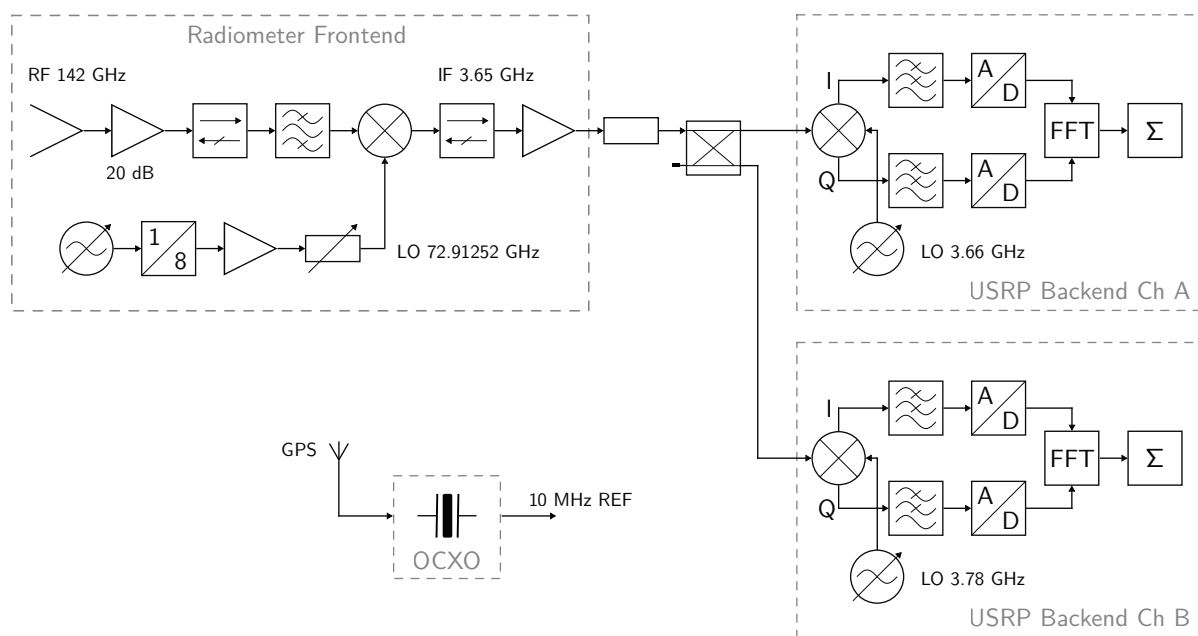 Radiometer Frontend
RF 142 GHz
IF 3.65 GHz
20 dB
1
8
LO 72.91252 GHz
I
A
D
FFT
Σ
Q
A
D
LO 3.66 GHz
USRP Backend Ch A
I
A
D
FFT
Σ
Q
A
D
LO 3.78 GHz
USRP Backend Ch B
GPS
10 MHz REF
OCXO